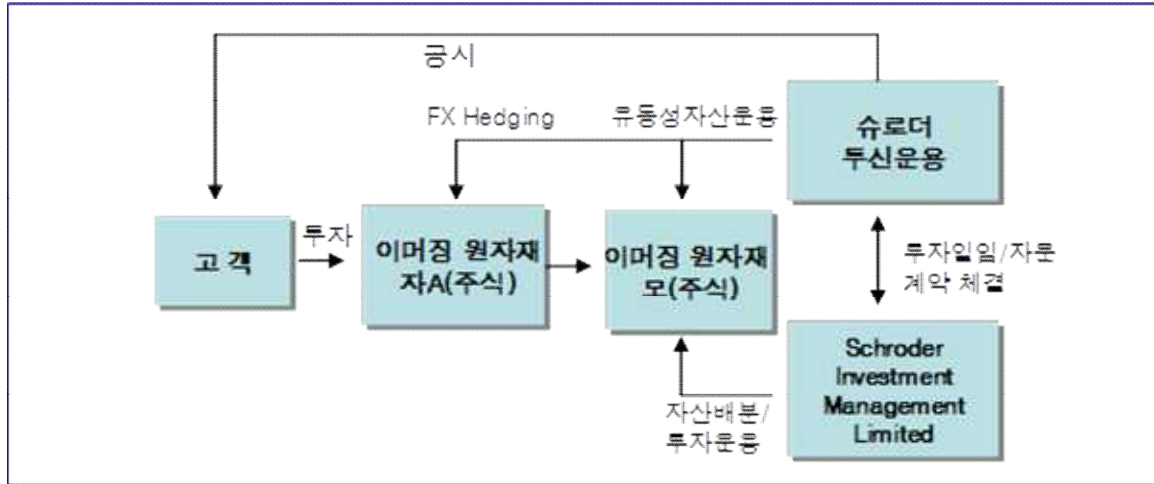 공시
FX Hedging
유동성자산운용
슈로더
투신운용
고 객
투자
이머징 원자재
자A(주식)
이머징 원자재
모(주식)
투자일임/자문
계약 체결
자산배분/
투자운용
Schroder
Investment
Management
Limited